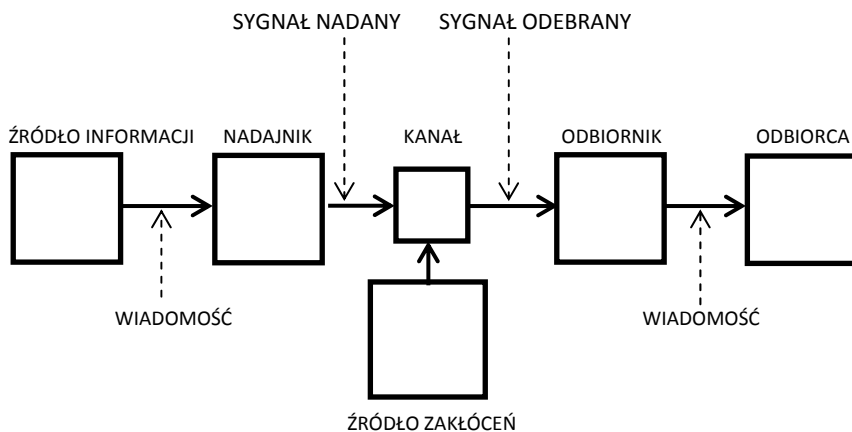 SYGNAŁ NADANY
SYGNAŁ ODEBRANY
ŹRÓDŁO INFORMACJI
NADAJNIK
KANAŁ
ODBIORNIK
ODBIORCA
WIADOMOŚĆ
WIADOMOŚĆ
ŹRÓDŁO ZAKŁÓCEŃ